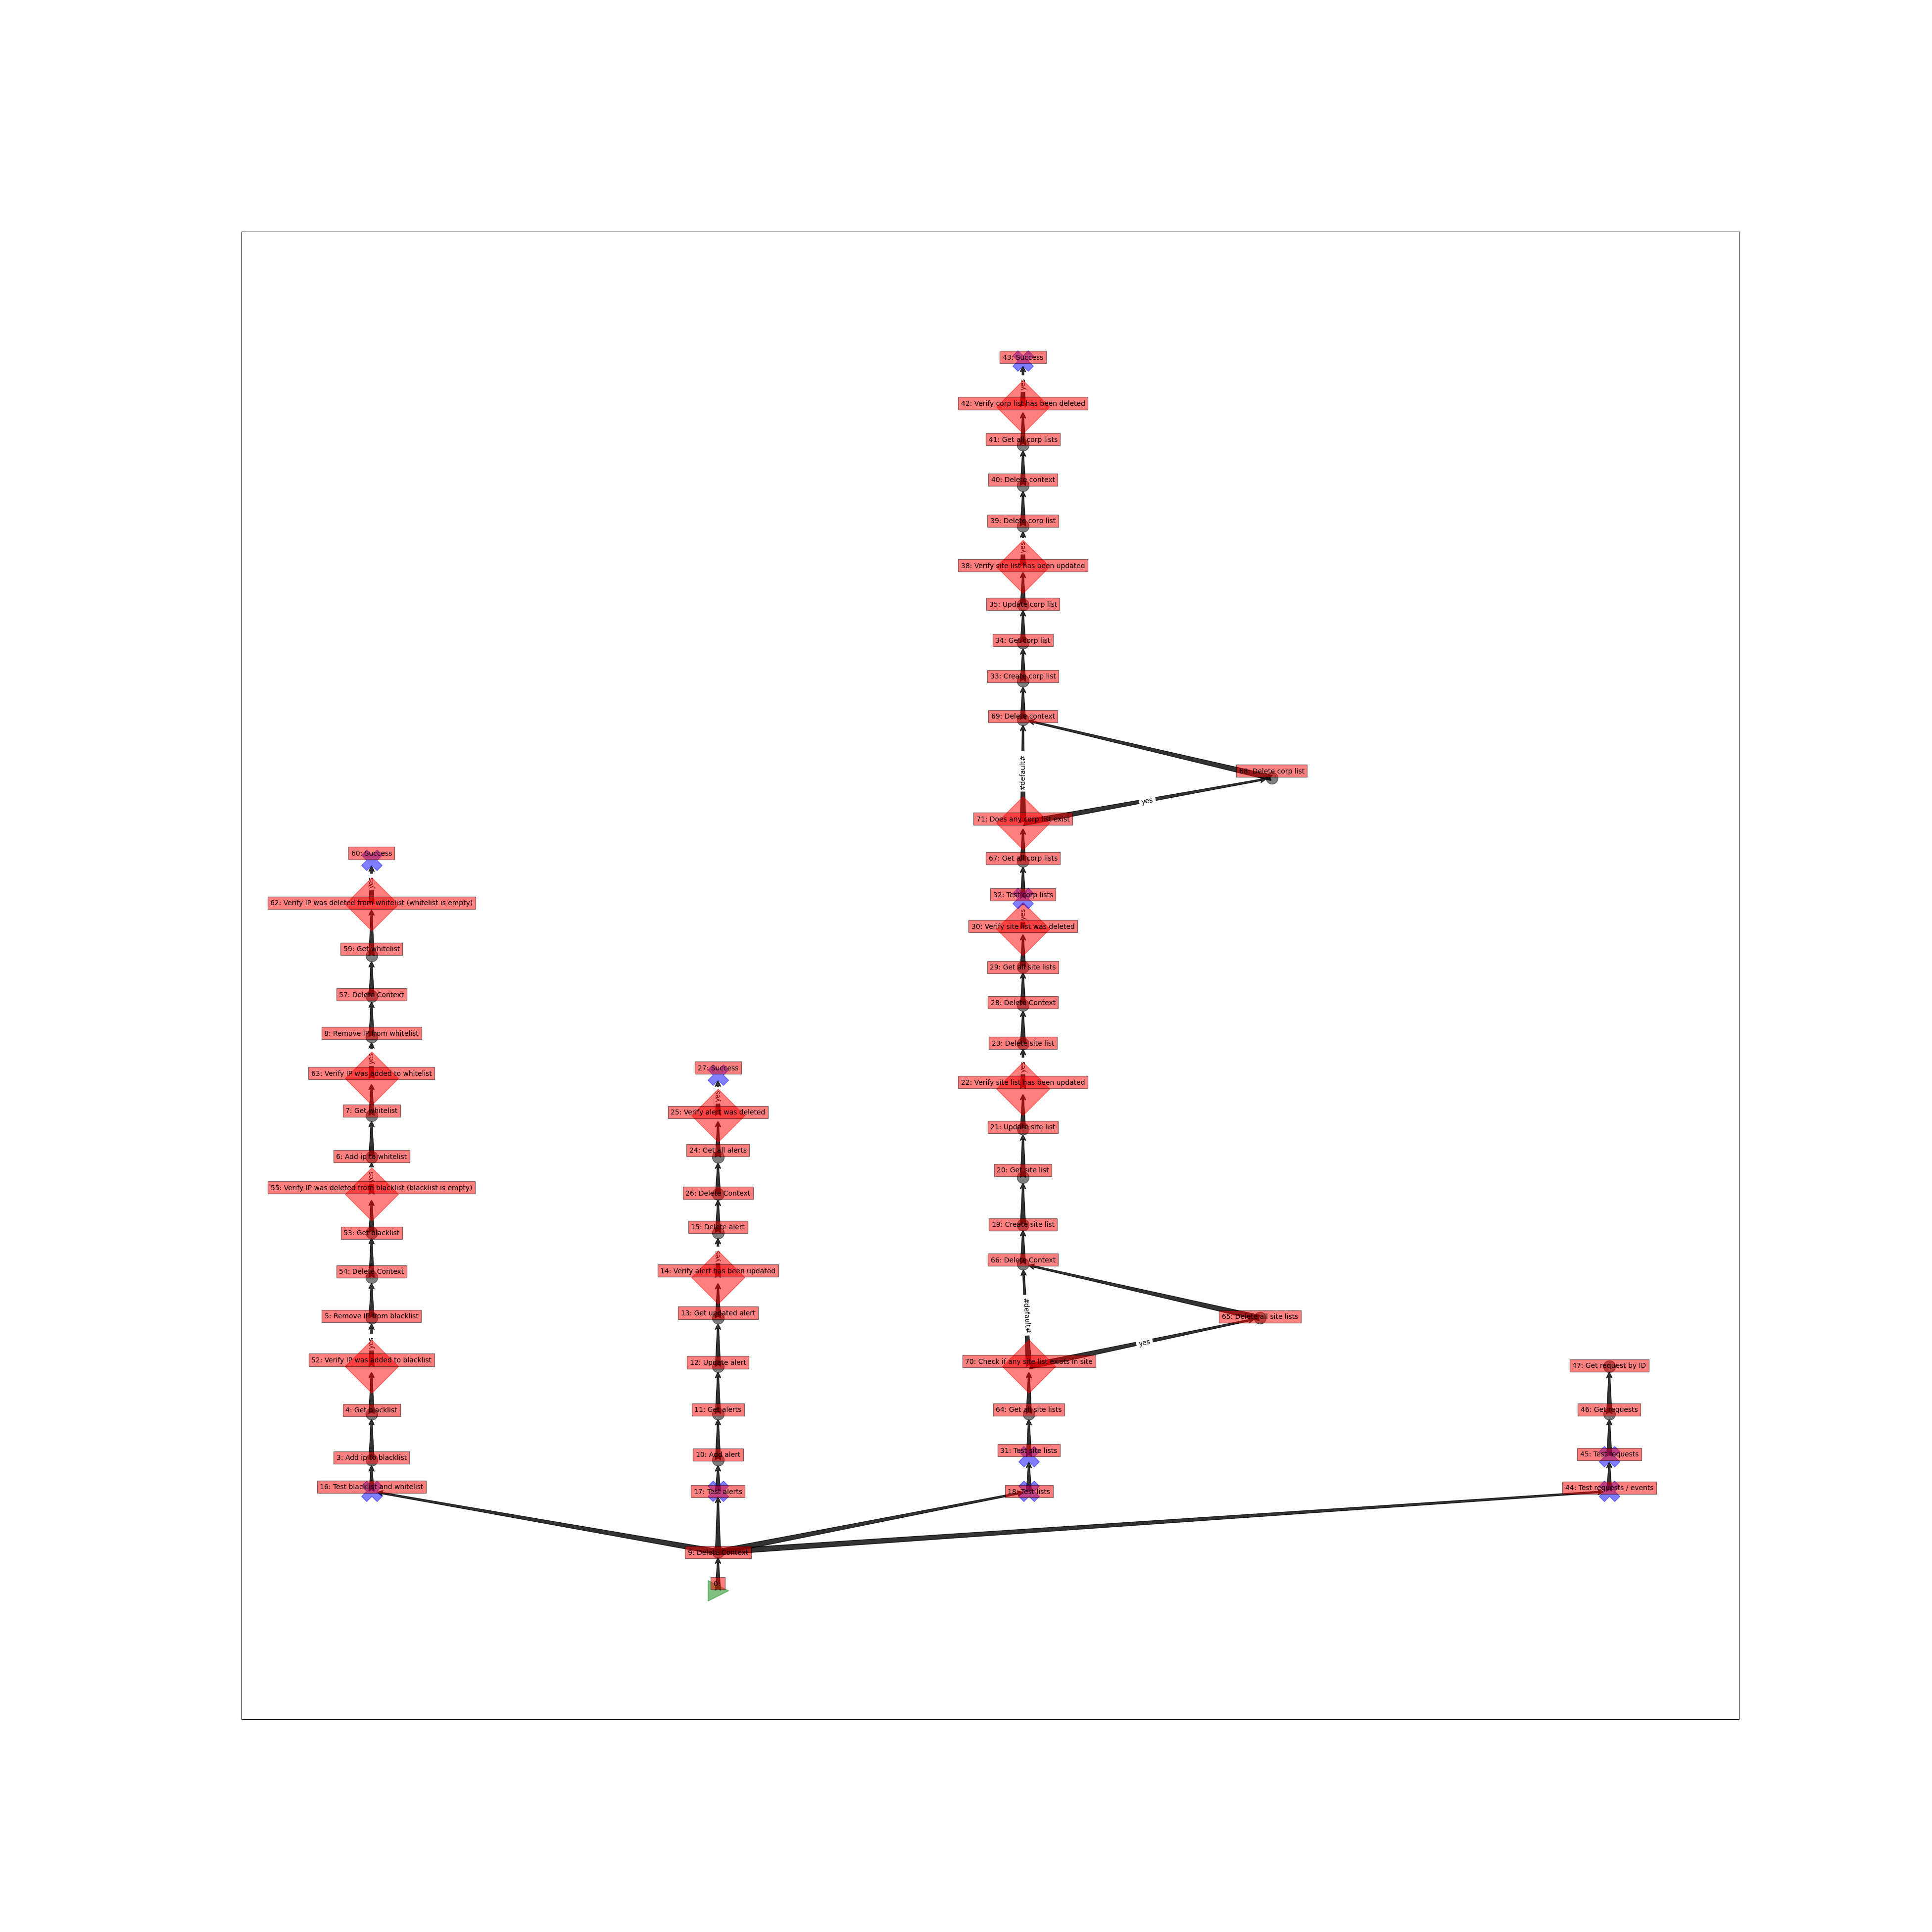 43: Success
yes
42: Verify corp list has been deleted
41: Get all corp lists
40: Delete context
39: Delete corp list
yes
38: Verify site list has been updated
35: Update corp list
34: Get corp list
33: Create corp list
69: Delete context
68: Delete corp list
#default#
yes
71: Does any corp list exist
67: Get all corp lists
32: Test corp lists
yes
30: Verify site list was deleted
29: Get all site lists
28: Delete Context
23: Delete site list
yes
22: Verify site list has been updated
21: Update site list
20: Get site list
19: Create site list
66: Delete Context
65: Delete all site lists
#default#
yes
70: Check if any site list exists in site
64: Get all site lists
31: Test site lists
18: Test lists
60: Success
yes
62: Verify IP was deleted from whitelist (whitelist is empty)
59: Get whitelist
57: Delete Context
8: Remove IP from whitelist
yes
63: Verify IP was added to whitelist
7: Get whitelist
6: Add ip to whitelist
yes
55: Verify IP was deleted from blacklist (blacklist is empty)
53: Get blacklist
54: Delete Context
5: Remove IP from blacklist
yes
52: Verify IP was added to blacklist
4: Get blacklist
3: Add ip to blacklist
16: Test blacklist and whitelist
27: Success
yes
25: Verify alert was deleted
24: Get all alerts
26: Delete Context
15: Delete alert
yes
14: Verify alert has been updated
13: Get updated alert
12: Update alert
11: Get alerts
10: Add alert
17: Test alerts
47: Get request by ID
46: Get requests
45: Test requests
44: Test requests / events
9: Delete Context